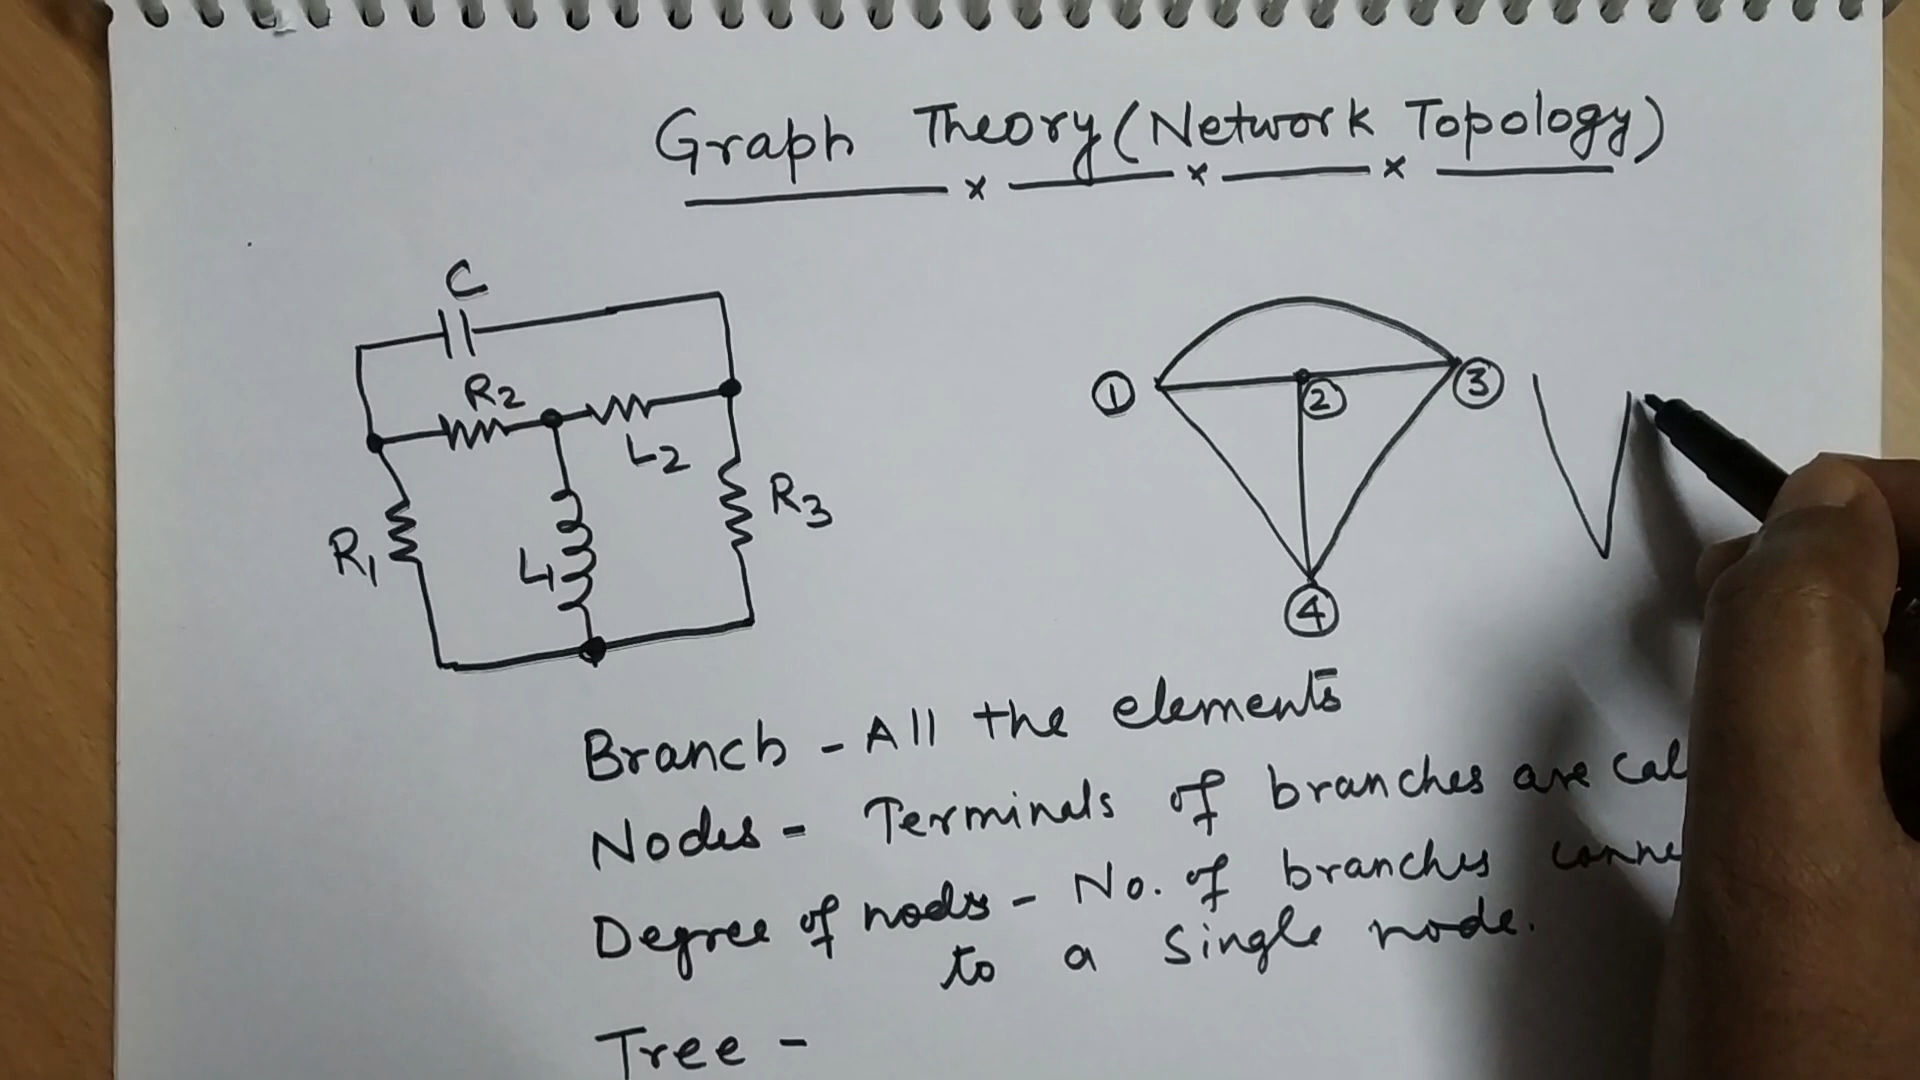 Graph Theory (Network Topology)
C
R2
L2
R3
R1
L1
1
2
3
4
Branch - All the elements
Nodes - Terminals of branches are
Degree of nodes - No. of branches
to a single node.
Tree -